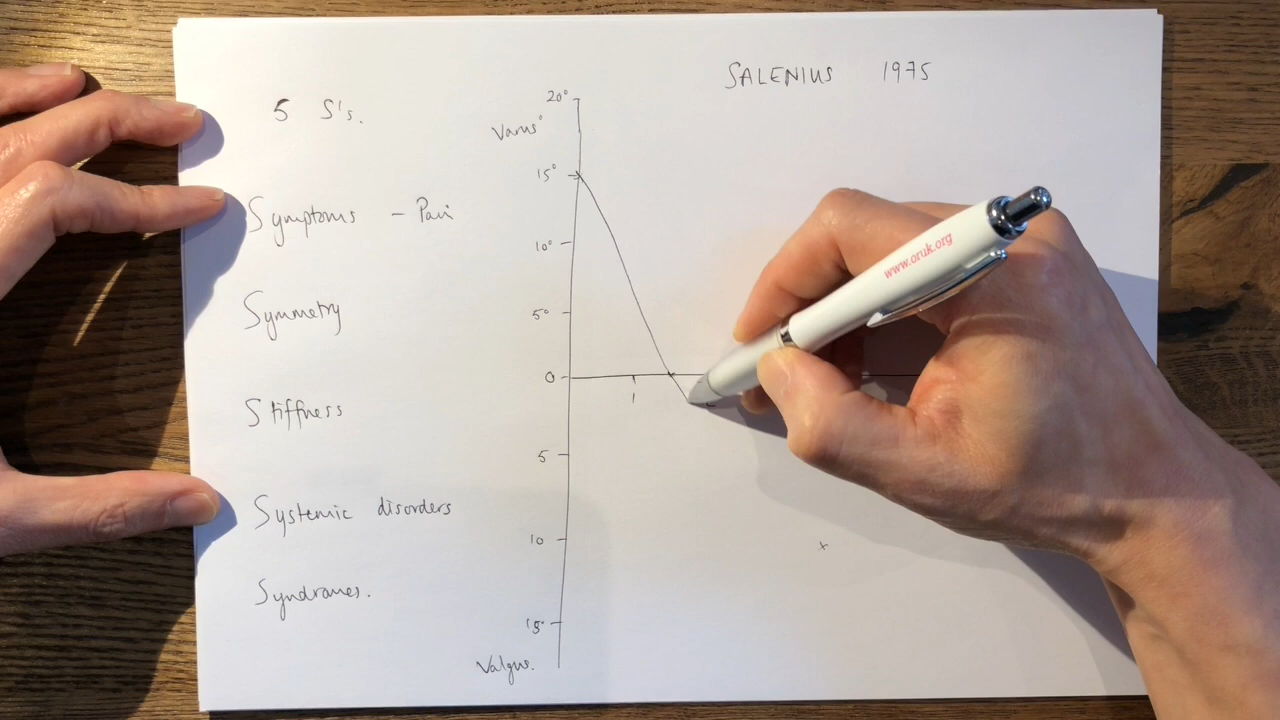 SALENIUS 1975
5 S's.
Symptoms - Pain
Symmetry
Stiffness
Systemic disorders
Syndromes.
20°
Varus
15°
10°
5°
0
1
5
10
15
Valgus.
www.oruk.org